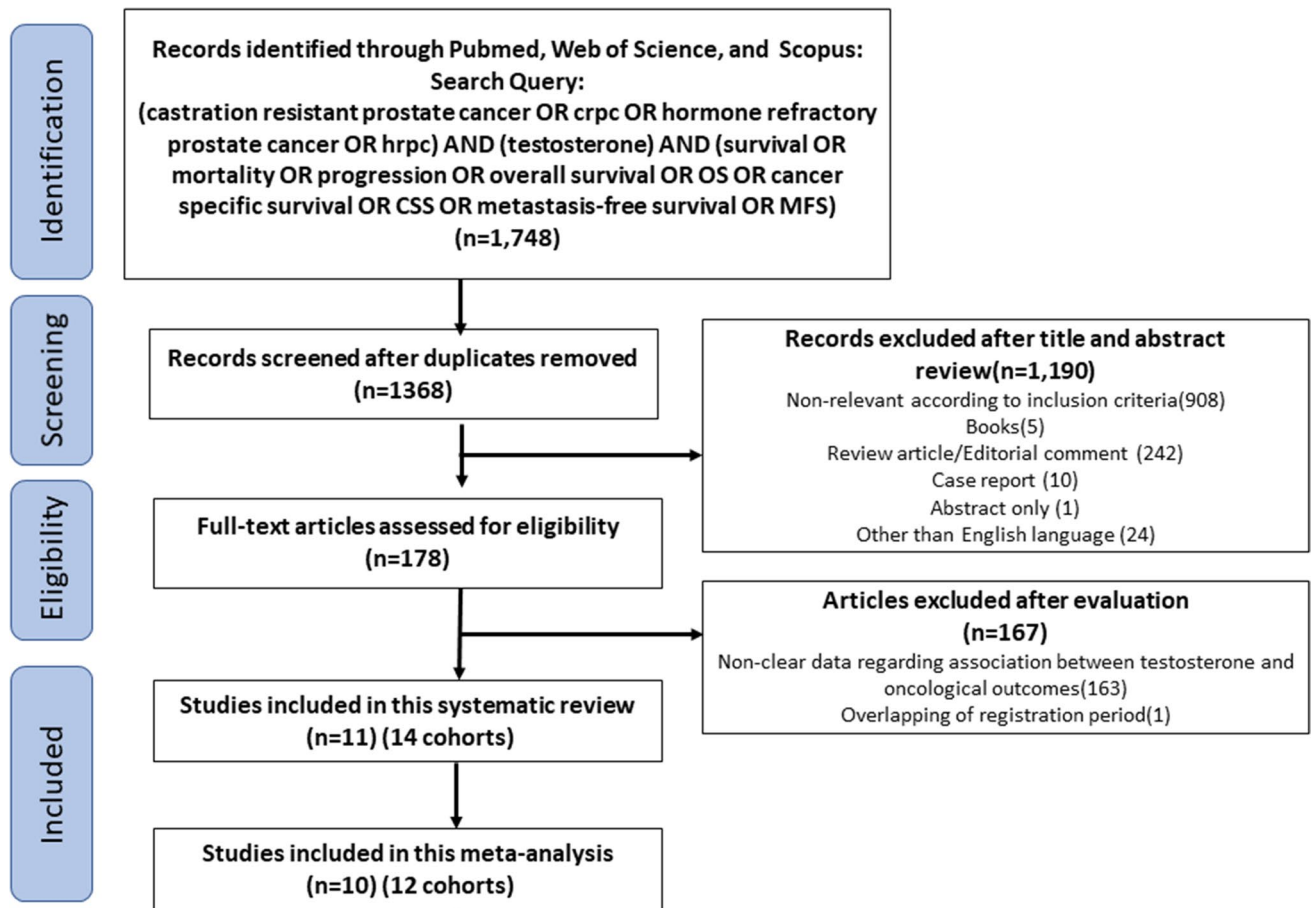 Identification
Records identified through Pubmed, Web of Science, and Scopus:
Search Query:
(castration resistant prostate cancer OR crpc OR hormone refractory
prostate cancer OR hrpc) AND (testosterone) AND (survival OR
mortality OR progression OR overall survival OR OS OR cancer
specific survival OR CSS OR metastasis-free survival OR MFS)
(n=1,748)
Screening
Records screened after duplicates removed
(n=1368)
Records excluded after title and abstract
review(n=1,190)
Non-relevant according to inclusion criteria(908)
Books(5)
Review article/Editorial comment (242)
Case report (10)
Abstract only (1)
Other than English language (24)
Eligibility
Full-text articles assessed for eligibility
(n=178)
Articles excluded after evaluation
(n=167)
Non-clear data regarding association between testosterone and
oncological outcomes(163)
Overlapping of registration period(1)
Included
Studies included in this systematic review
(n=11) (14 cohorts)
Studies included in this meta-analysis
(n=10) (12 cohorts)